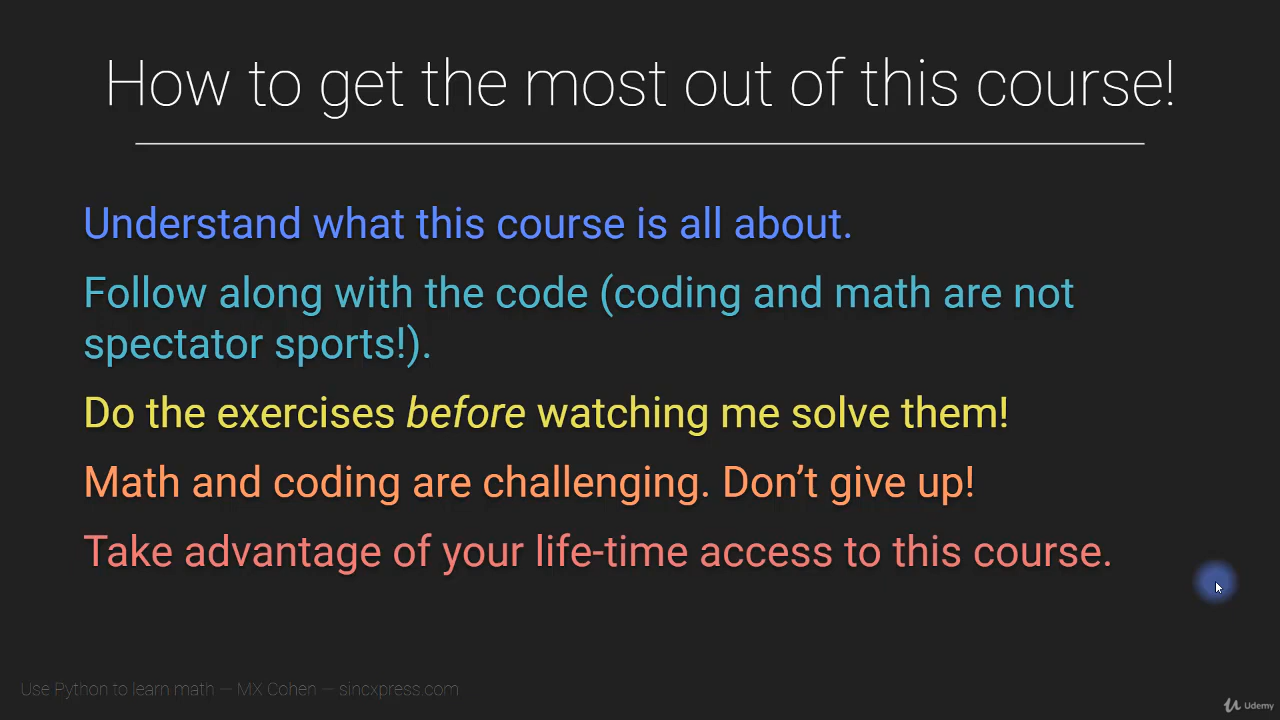 How to get the most out of this course!
Understand what this course is all about.
Follow along with the code (coding and math are not
spectator sports!).
Do the exercises before watching me solve them!
Math and coding are challenging. Don’t give up!
Take advantage of your life-time access to this course.
Use Python to learn math — MX Cohen — sincxpress.com
Udemy